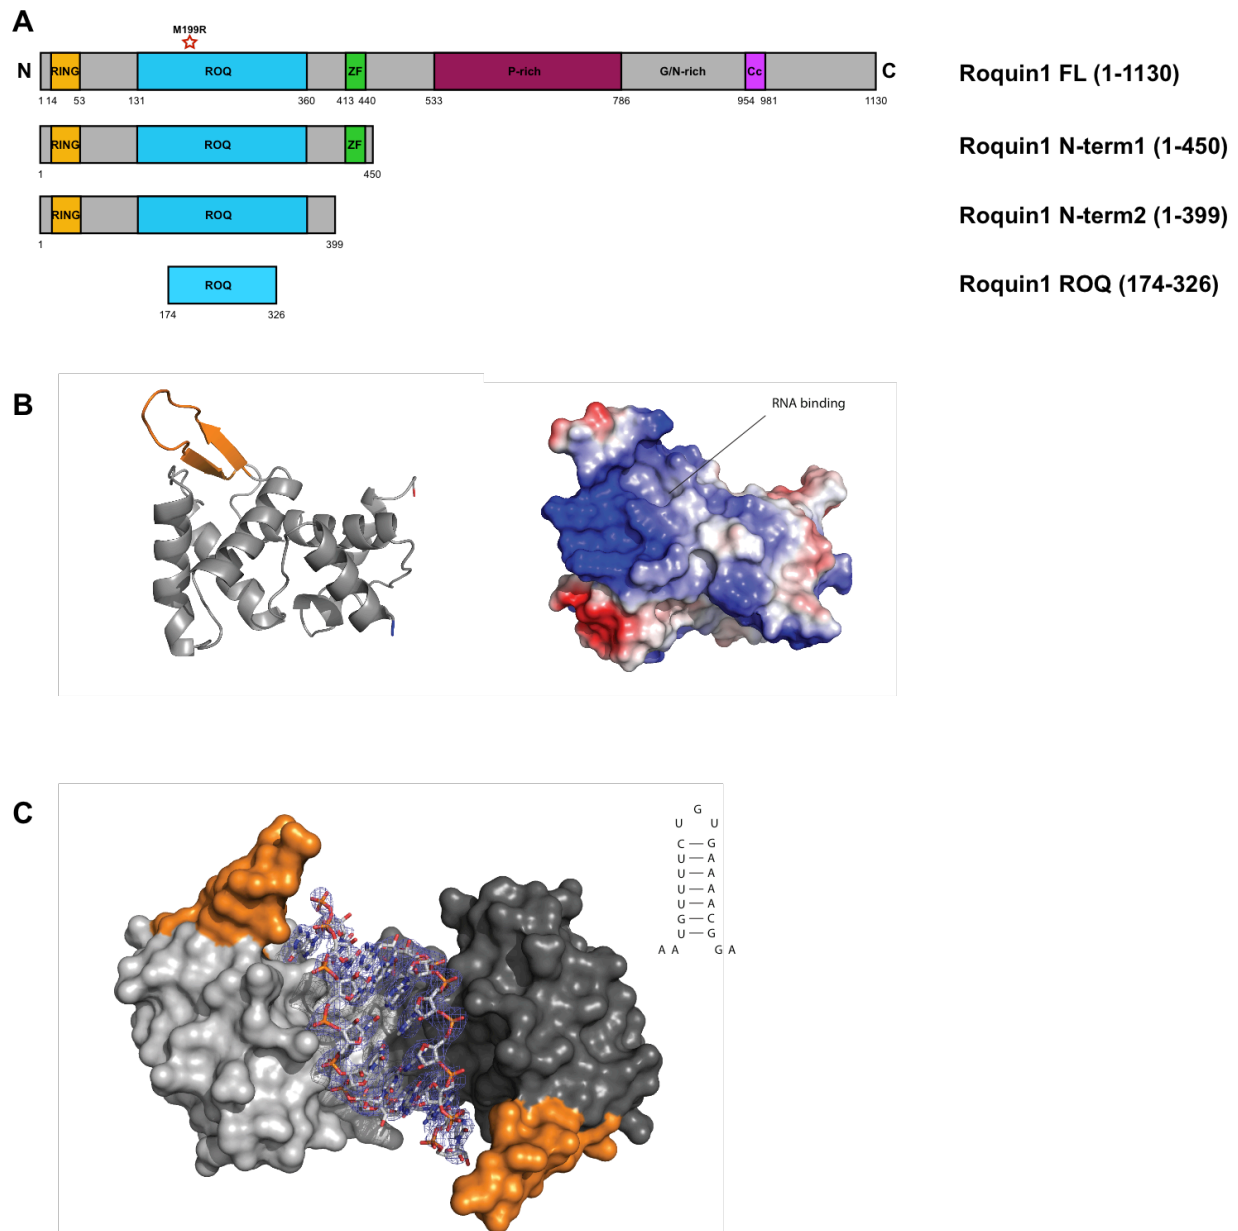 A
M199R
N RING ROQ ZF P-rich G/N-rich Cc C
1 14 53 131 360 413 440 533 786 954 981 1130
Roquin1 FL (1-1130)
RING ROQ ZF
1 450
Roquin1 N-term1 (1-450)
RING ROQ
1 399
Roquin1 N-term2 (1-399)
ROQ
174 326
Roquin1 ROQ (174-326)
B
RNA binding
C
G
U U
C — G
U — A
U — A
U — A
U — A
G — C
U — G
A A G A